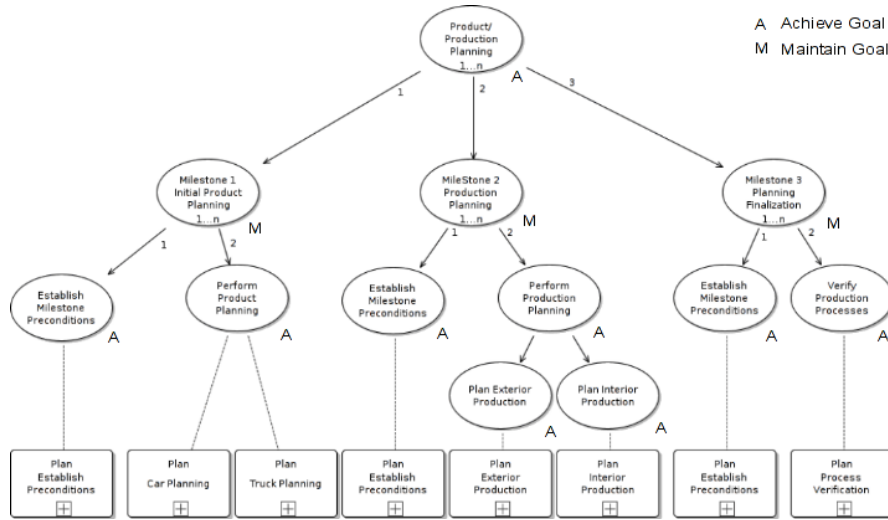 Product/
Production
Planning
1...n
A
A Achieve Goal
M Maintain Goal
1
2
3
Milestone 1
Initial Product
Planning
1...n
M
MileStone 2
Production
Planning
1...n
M
Milestone 3
Planning
Finalization
1...n
M
1
2
1
2
1
2
Establish
Milestone
Preconditions
A
Perform
Product
Planning
A
Establish
Milestone
Preconditions
A
Perform
Production
Planning
A
Establish
Milestone
Preconditions
A
Verify
Production
Processes
A
Plan Exterior
Production
A
Plan Interior
Production
A
Plan
Establish
Preconditions
Plan
Car Planning
Plan
Truck Planning
Plan
Establish
Preconditions
Plan
Exterior
Production
Plan
Interior
Production
Plan
Establish
Preconditions
Plan
Process
Verification